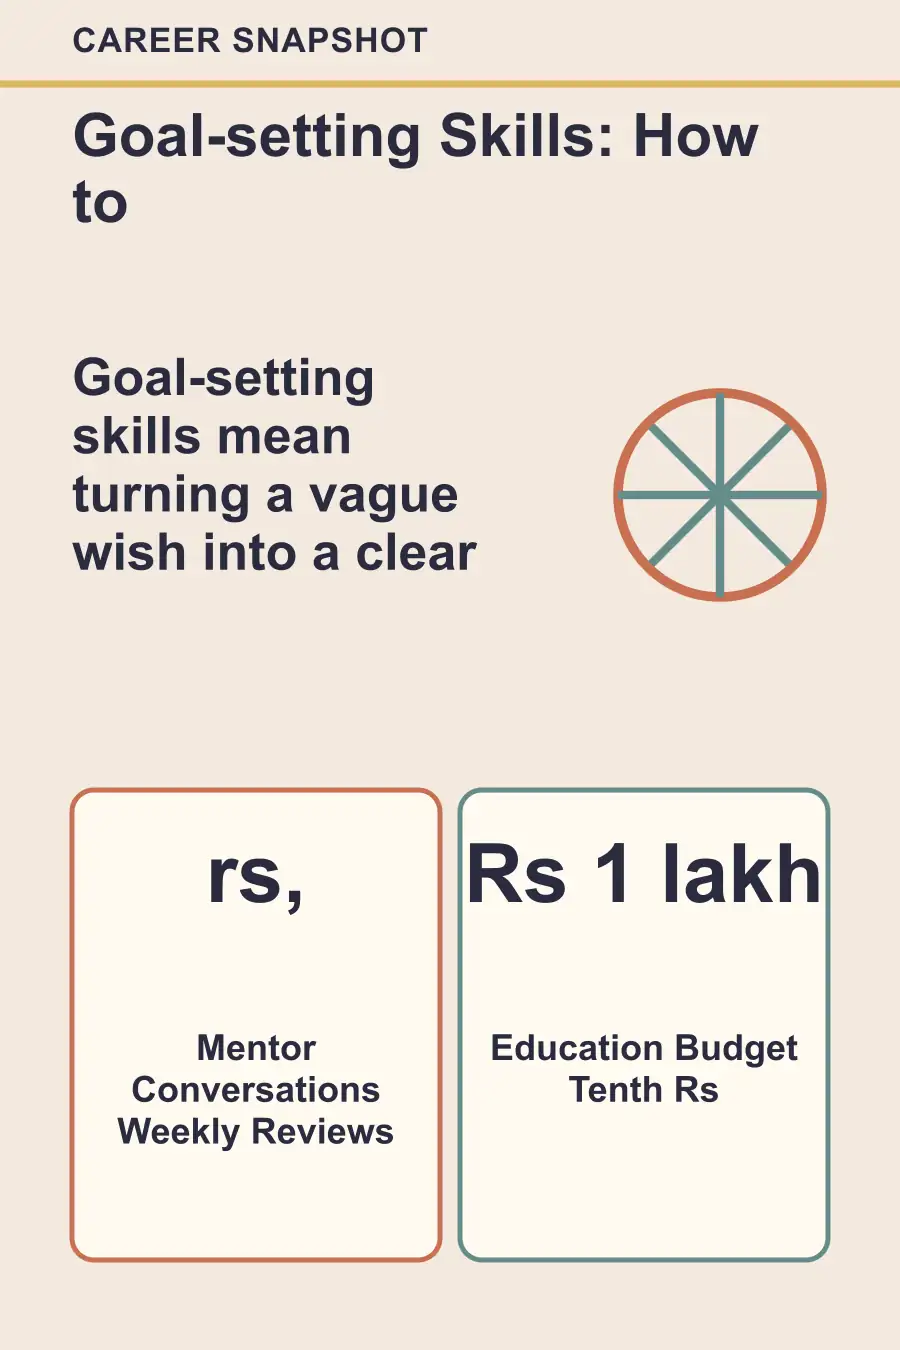 CAREER SNAPSHOT
Goal-setting Skills: How
to
Goal-setting
skills mean
turning a vague
wish into a clear
rs,
Mentor
Conversations
Weekly Reviews
Rs 1 lakh
Education Budget
Tenth Rs